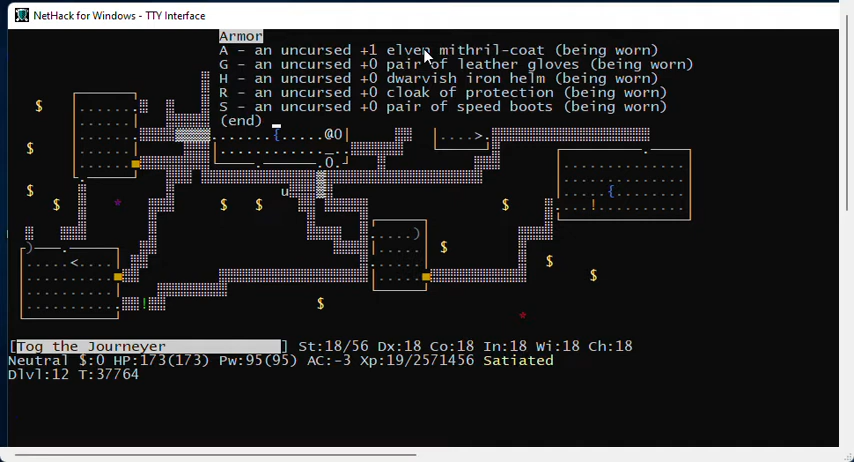 NetHack for Windows - TTY Interface
Armor
A - an uncursed +1 elven mithril-coat (being worn)
G - an uncursed +0 pair of leather gloves (being worn)
H - an uncursed +0 dwarvish iron helm (being worn)
R - an uncursed +0 cloak of protection (being worn)
S - an uncursed +0 pair of speed boots (being worn)
(end)
[Tog the Journeyer] St:18/56 Dx:18 Co:18 In:18 Wi:18 Ch:18
Neutral $:0 HP:173(173) Pw:95(95) AC:-3 Xp:19/2571456 Satiated
Dlvl:12 T:37764